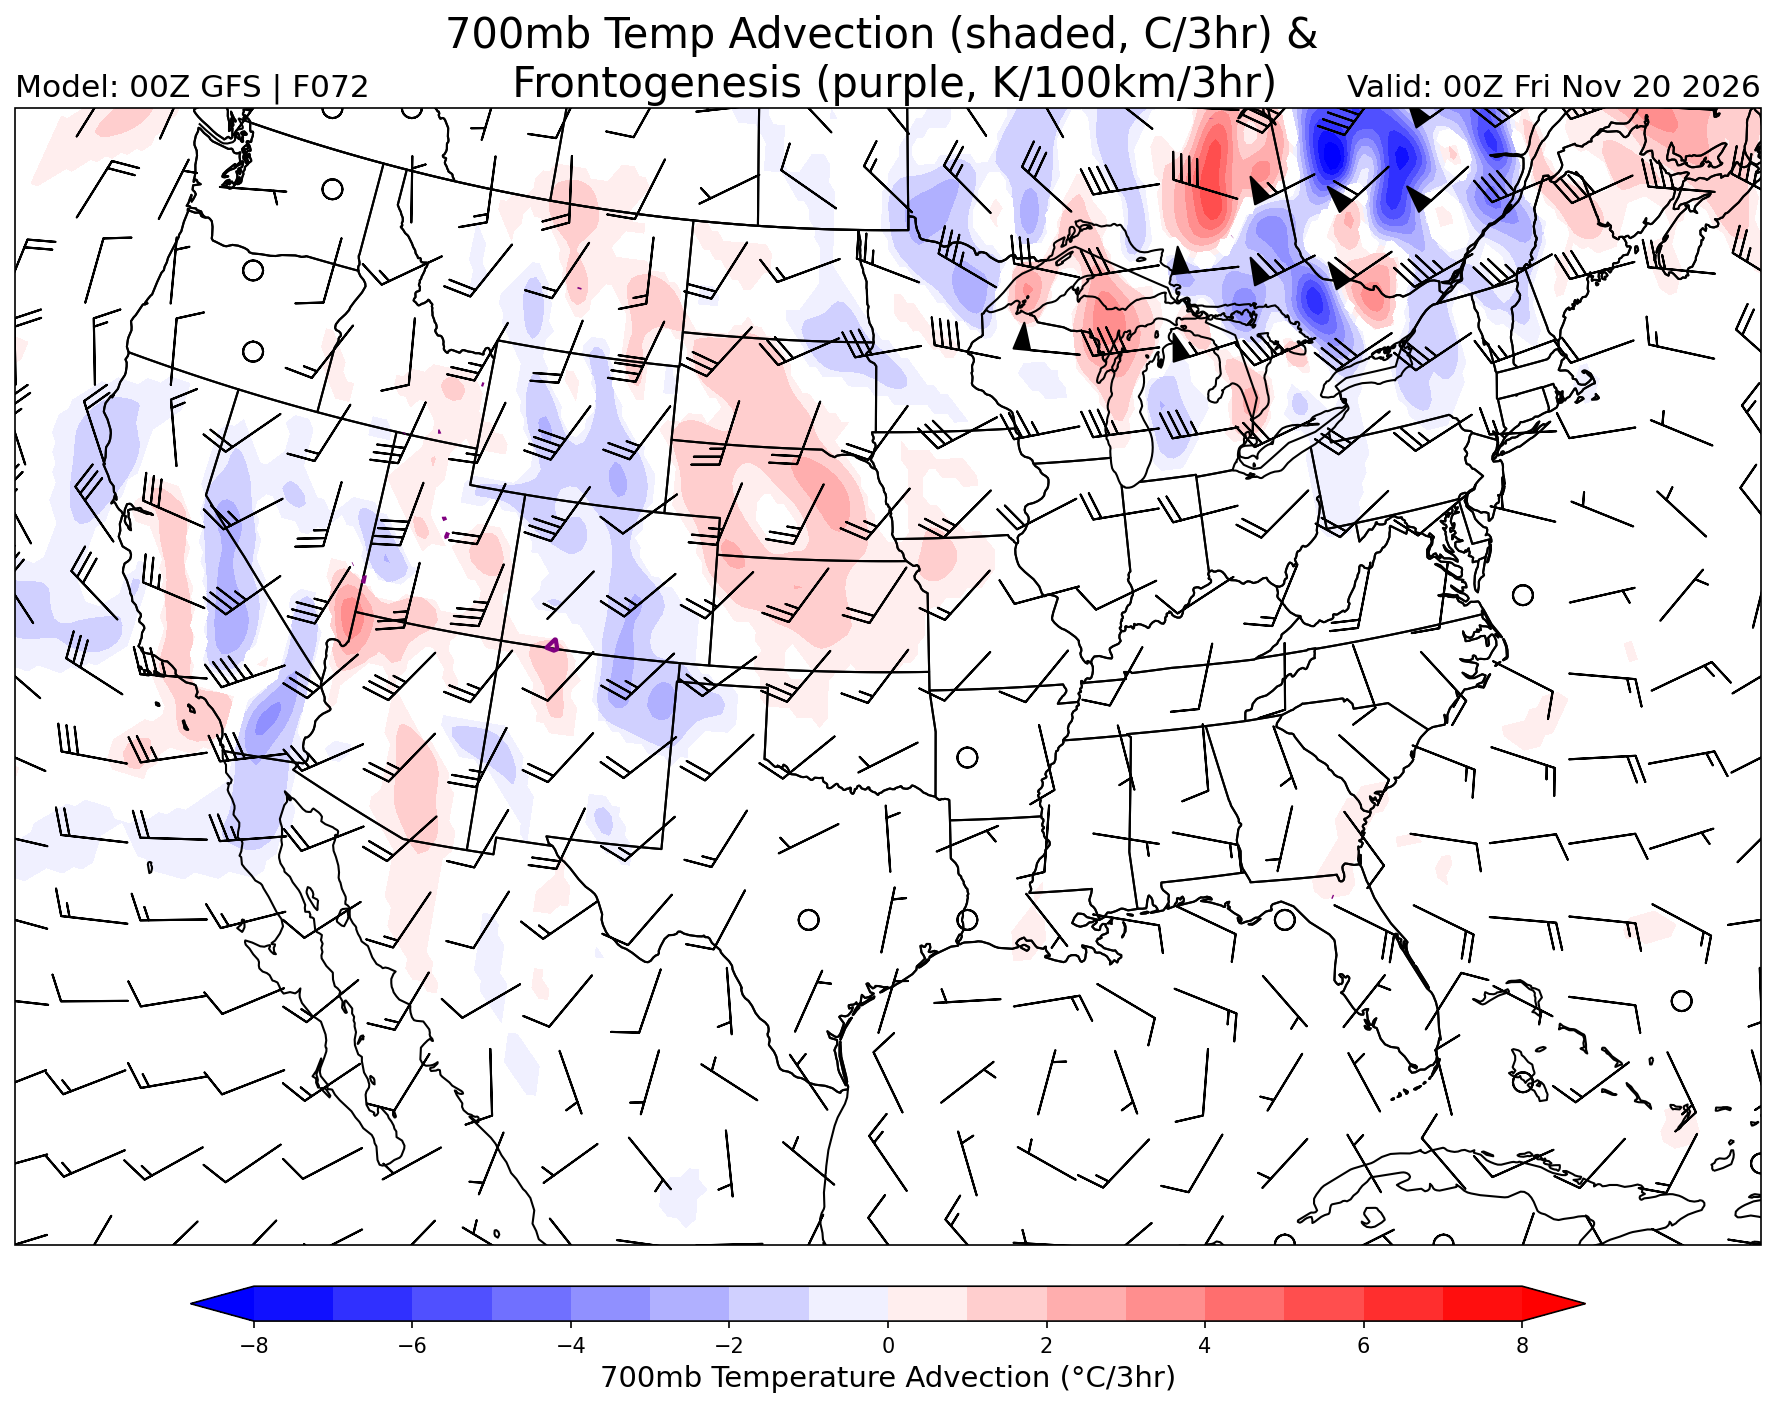 700mb Temp Advection (shaded, C/3hr) &
Frontogenesis (purple, K/100km/3hr)
Model: 00Z GFS | F072
Valid: 00Z Fri Nov 20 2026
−8 −6 −4 −2 0 2 4 6 8
700mb Temperature Advection (°C/3hr)